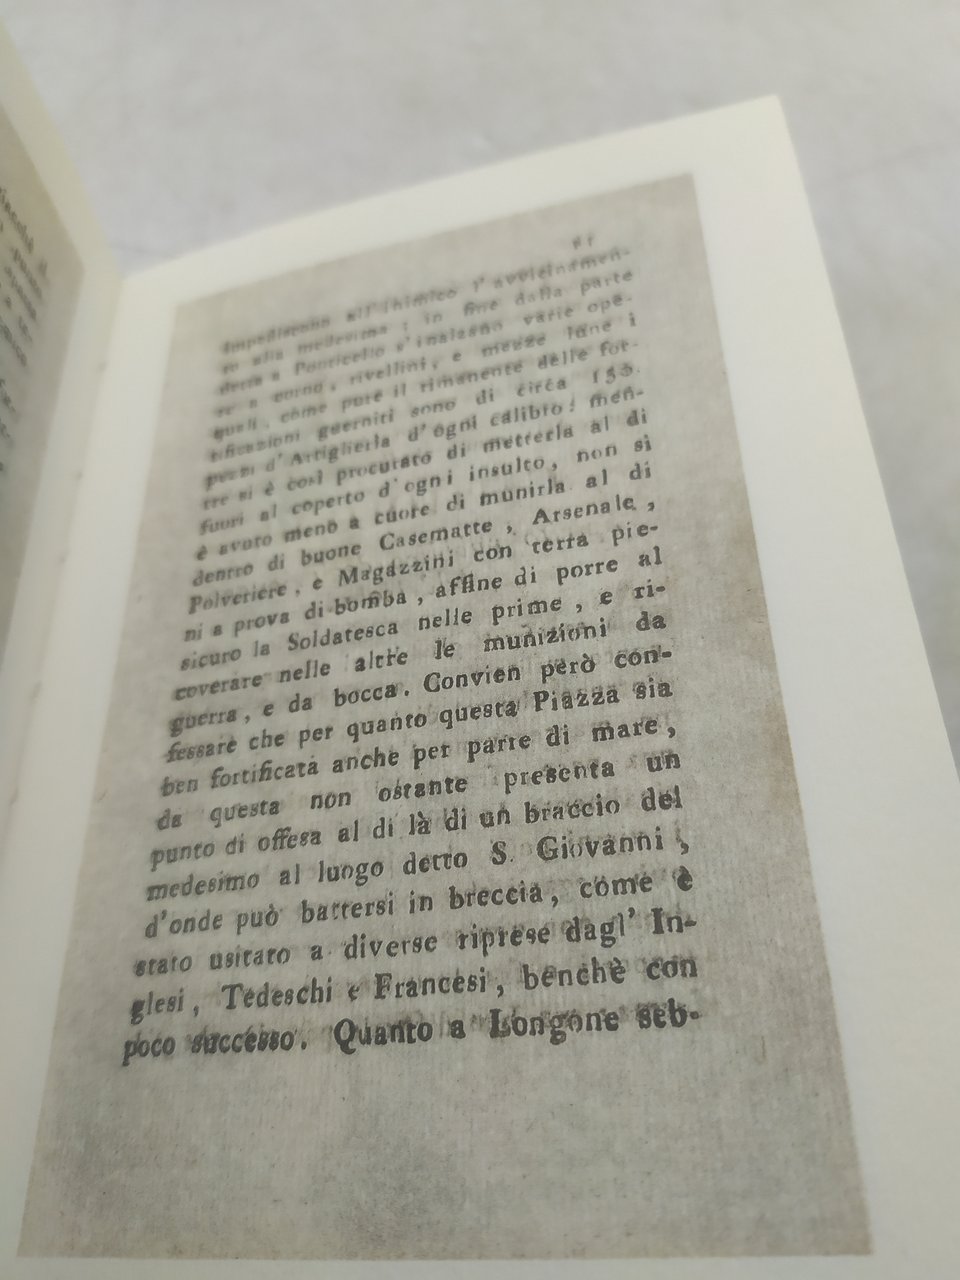 impediscono all'inimico l'avvicinamen-
to alla medesima ; in fine dalla parte
detta a Ponticello s'inalzano varie ope-
re a corno, rivellini, e mezze lune i
quali, come pure il rimanente delle for-
tificazioni guerniti sono di circa
pezzi d'Artiglieria d'ogni calibro: men-
tre si è così procurato di metterla al di
fuori al coperto d'ogni insulto, non si
è avuto meno a cuore di munirla al di
dentro di buone Casematte, Arsenale,
Polveriere, e Magazzini con terra pie-
ni a prova di bomba, affine di porre al
sicuro la Soldatesca nelle prime, e ri-
coverare nelle altre le munizioni da
guerra, e da bocca. Convien però con-
fessare che per quanto questa Piazza sia
ben fortificata anche per parte di mare,
da questa non ostante presenta un
punto di offesa al di là di un braccio del
medesimo al luogo detto S. Giovanni,
d'onde può battersi in breccia, come è
stato usitato a diverse riprese dagl' In-
glesi, Tedeschi e Francesi, benchè con
poco successo. Quanto a Longone seb-